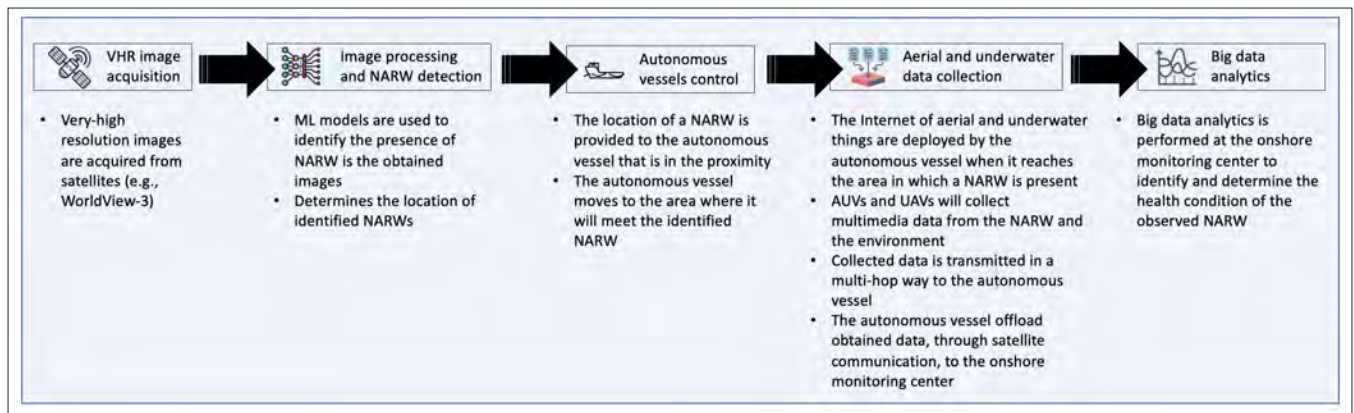 VHR image
acquisition
Image processing
and NARW detection
Autonomous
vessels control
Aerial and underwater
data collection
Big data
analytics
• Very-high
resolution images
are acquired from
satellites (e.g.,
WorldView-3)
• ML models are used to
identify the presence of
NARW is the obtained
images
• Determines the location of
identified NARWs
• The location of a NARW is
provided to the autonomous
vessel that is in the proximity
• The autonomous vessel
moves to the area where it
will meet the identified
NARW
• The Internet of aerial and underwater
things are deployed by the
autonomous vessel when it reaches
the area in which a NARW is present
• AUVs and UAVs will collect
multimedia data from the NARW and
the environment
• Collected data is transmitted in a
multi-hop way to the autonomous
vessel
• The autonomous vessel offload
obtained data, through satellite
communication, to the onshore
monitoring center
• Big data analytics is
performed at the onshore
monitoring center to
identify and determine the
health condition of the
observed NARW